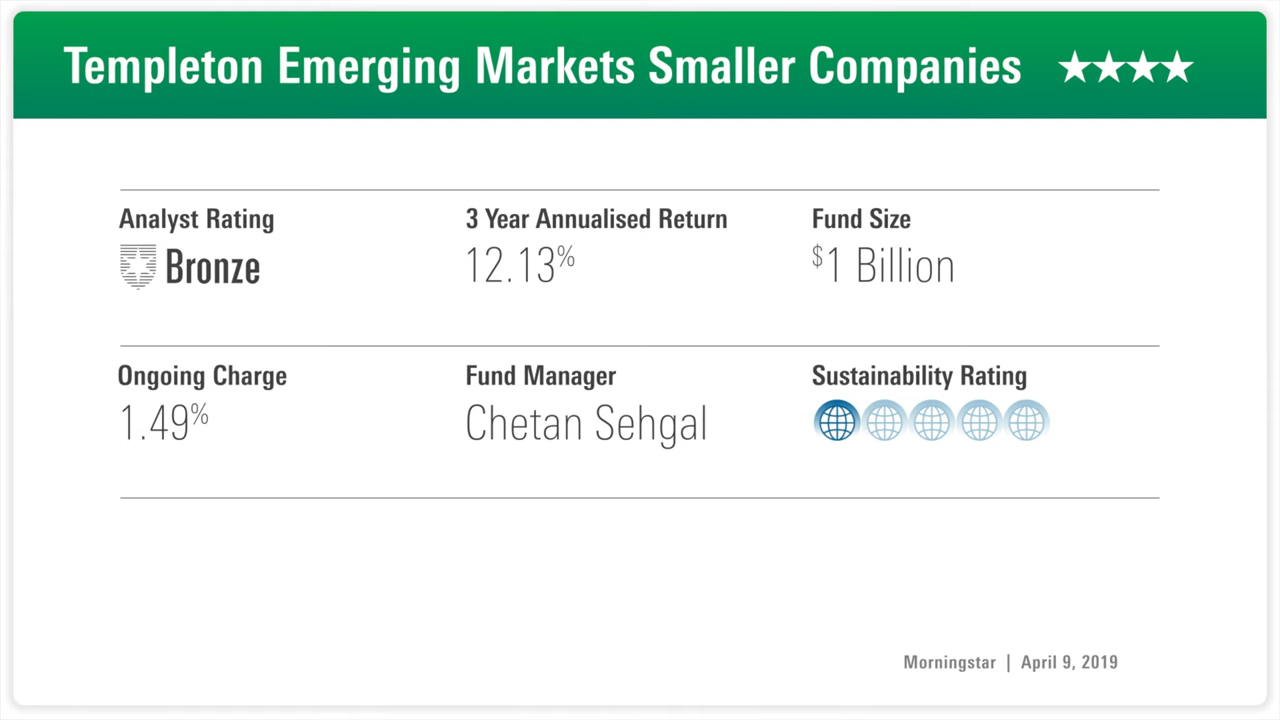 Templeton Emerging Markets Smaller Companies ★★★★
Analyst Rating
Bronze
3 Year Annualised Return
12.13%
Fund Size
$1 Billion
Ongoing Charge
1.49%
Fund Manager
Chetan Sehgal
Sustainability Rating
Morningstar | April 9, 2019